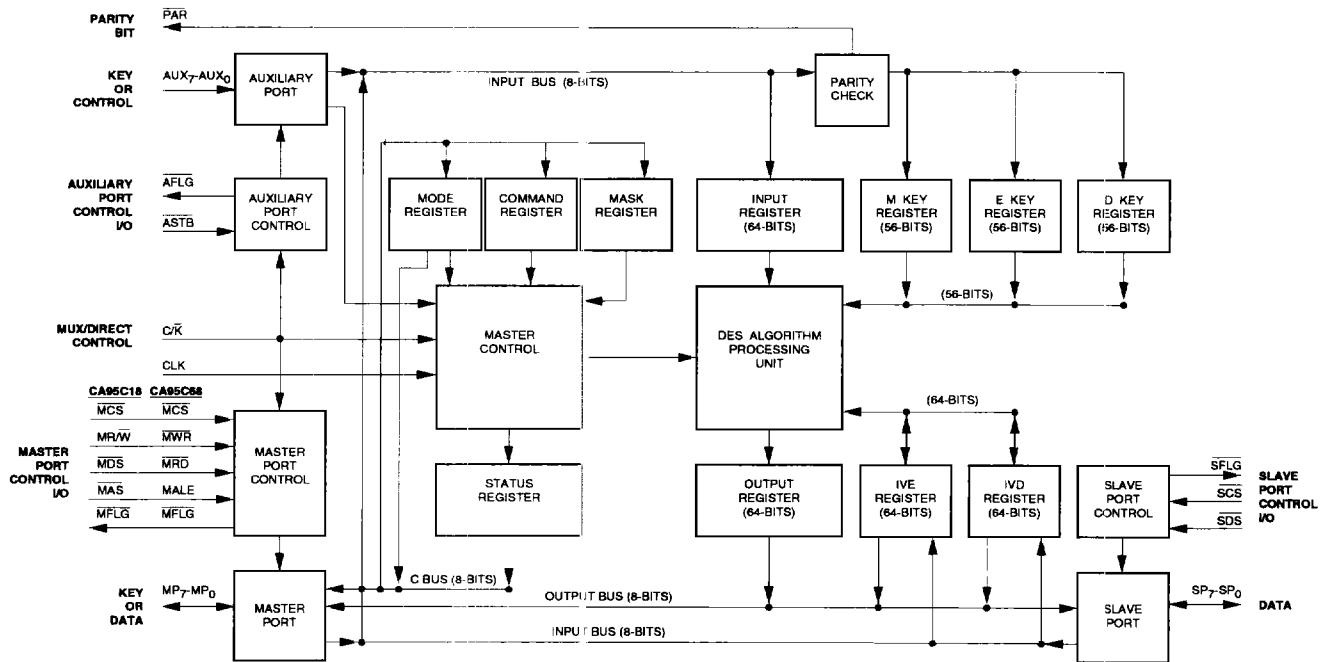 PARITY
BIT
PAR
KEY
OR
CONTROL
AUX7-AUX0
AUXILIARY
PORT
INPUT BUS (8-BITS)
PARITY
CHECK
AUXILIARY
PORT
CONTROL
I/O
AFLG
ASTB
AUXILIARY
PORT
CONTROL
MODE
REGISTER
COMMAND
REGISTER
MASK
REGISTER
INPUT
REGISTER
(64-BITS)
M KEY
REGISTER
(56-BITS)
E KEY
REGISTER
(56-BITS)
D KEY
REGISTER
(56-BITS)
(56-BITS)
MUX/DIRECT
CONTROL
C/K
CLK
MASTER
CONTROL
DES ALGORITHM
PROCESSING
UNIT
(64-BITS)
CA95C18 CA95C68
MCS MCS
MR/W MWR
MDS MRD
MAS MALE
MFLG MFLG
MASTER
PORT
CONTROL
I/O
MASTER
PORT
CONTROL
STATUS
REGISTER
OUTPUT
REGISTER
(64-BITS)
IVE
REGISTER
(64-BITS)
IVD
REGISTER
(64-BITS)
SLAVE
PORT
CONTROL
SFLG
SCS
SDS
SLAVE
PORT
CONTROL
I/O
KEY
OR
DATA
MP7-MP0
MASTER
PORT
C BUS (8-BITS)
OUTPUT BUS (8-BITS)
INPUT BUS (8-BITS)
SLAVE
PORT
SP7-SP0
DATA